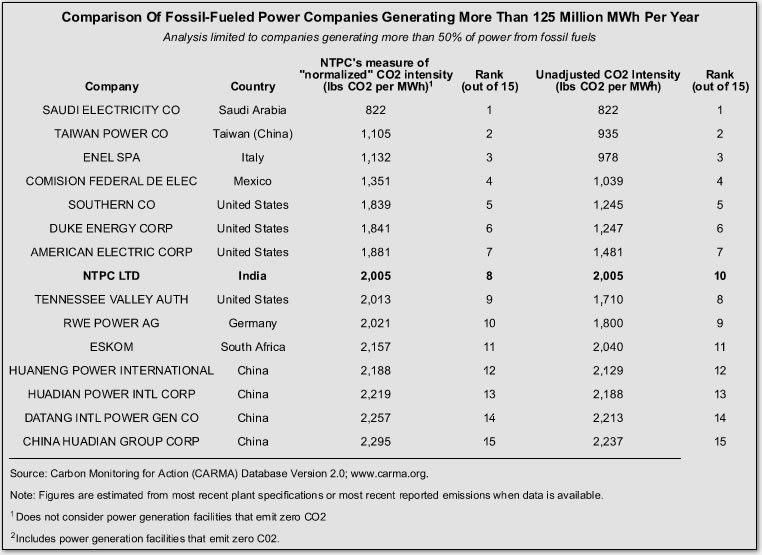 Comparison Of Fossil-Fueled Power Companies Generating More Than 125 Million MWh Per Year
Analysis limited to companies generating more than 50% of power from fossil fuels
Company Country NTPC's measure of "normalized" CO2 intensity (lbs CO2 per MWh)¹ Rank (out of 15) Unadjusted CO2 Intensity (lbs CO2 per MWh) Rank (out of 15)
SAUDI ELECTRICITY CO Saudi Arabia 822 1 822 1
TAIWAN POWER CO Taiwan (China) 1,105 2 935 2
ENEL SPA Italy 1,132 3 978 3
COMISION FEDERAL DE ELEC Mexico 1,351 4 1,039 4
SOUTHERN CO United States 1,839 5 1,245 5
DUKE ENERGY CORP United States 1,841 6 1,247 6
AMERICAN ELECTRIC CORP United States 1,881 7 1,481 7
NTPC LTD India 2,005 8 2,005 10
TENNESSEE VALLEY AUTH United States 2,013 9 1,710 8
RWE POWER AG Germany 2,021 10 1,800 9
ESKOM South Africa 2,157 11 2,040 11
HUANENG POWER INTERNATIONAL China 2,188 12 2,129 12
HUADIAN POWER INTL CORP China 2,219 13 2,188 13
DATANG INTL POWER GEN CO China 2,257 14 2,213 14
CHINA HUADIAN GROUP CORP China 2,295 15 2,237 15
Source: Carbon Monitoring for Action (CARMA) Database Version 2.0; www.carma.org.
Note: Figures are estimated from most recent plant specifications or most recent reported emissions when data is available.
¹ Does not consider power generation facilities that emit zero CO2
² Includes power generation facilities that emit zero C02.